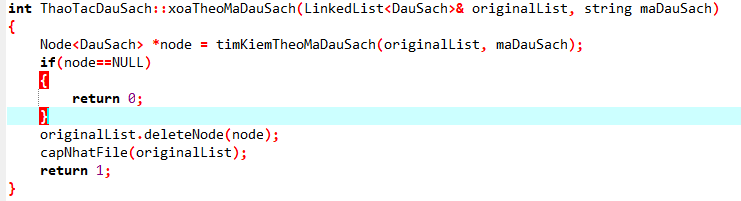 int ThaoTacDauSach::xoaTheoMaDauSach(LinkedList<DauSach>& originalList, string maDauSach)
{
    Node<DauSach> *node = timKiemTheoMaDauSach(originalList, maDauSach);
    if(node==NULL)
    {
        return 0;
    }
    originalList.deleteNode(node);
    capNhatFile(originalList);
    return 1;
}